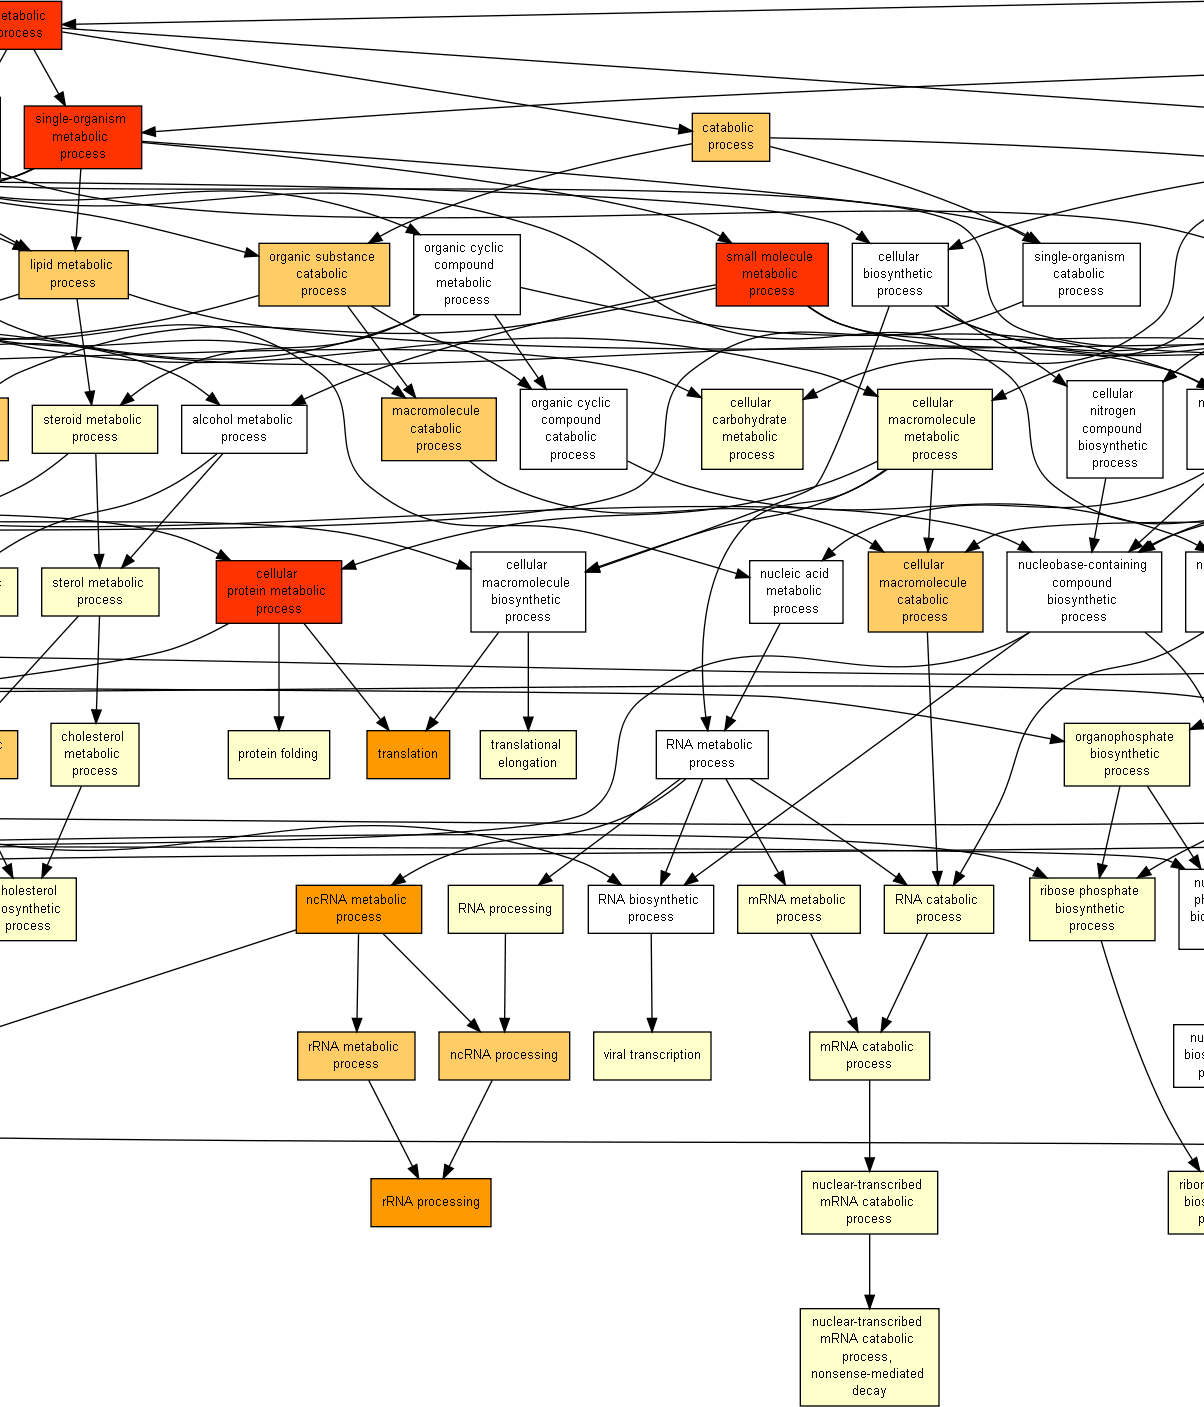 etabolic
rocess
single-organism
metabolic
process
catabolic
process
lipid metabolic
process
organic substance
catabolic
process
organic cyclic
compound
metabolic
process
small molecule
metabolic
process
cellular
biosynthetic
process
single-organism
catabolic
process
steroid metabolic
process
alcohol metabolic
process
macromolecule
catabolic
process
organic cyclic
compound
catabolic
process
cellular
carbohydrate
metabolic
process
cellular
macromolecule
metabolic
process
cellular
nitrogen
compound
biosynthetic
process
sterol metabolic
process
cellular
protein metabolic
process
cellular
macromolecule
biosynthetic
process
nucleic acid
metabolic
process
cellular
macromolecule
catabolic
process
nucleobase-containing
compound
biosynthetic
process
c
cholesterol
metabolic
process
protein folding
translation
translational
elongation
RNA metabolic
process
organophosphate
biosynthetic
process
holesterol
osynthetic
process
ncRNA metabolic
process
RNA processing
RNA biosynthetic
process
mRNA metabolic
process
RNA catabolic
process
ribose phosphate
biosynthetic
process
nu
ph
bio
rRNA metabolic
process
ncRNA processing
viral transcription
mRNA catabolic
process
nu
bios
p
rRNA processing
nuclear-transcribed
mRNA catabolic
process
ribor
bios
p
nuclear-transcribed
mRNA catabolic
process,
nonsense-mediated
decay